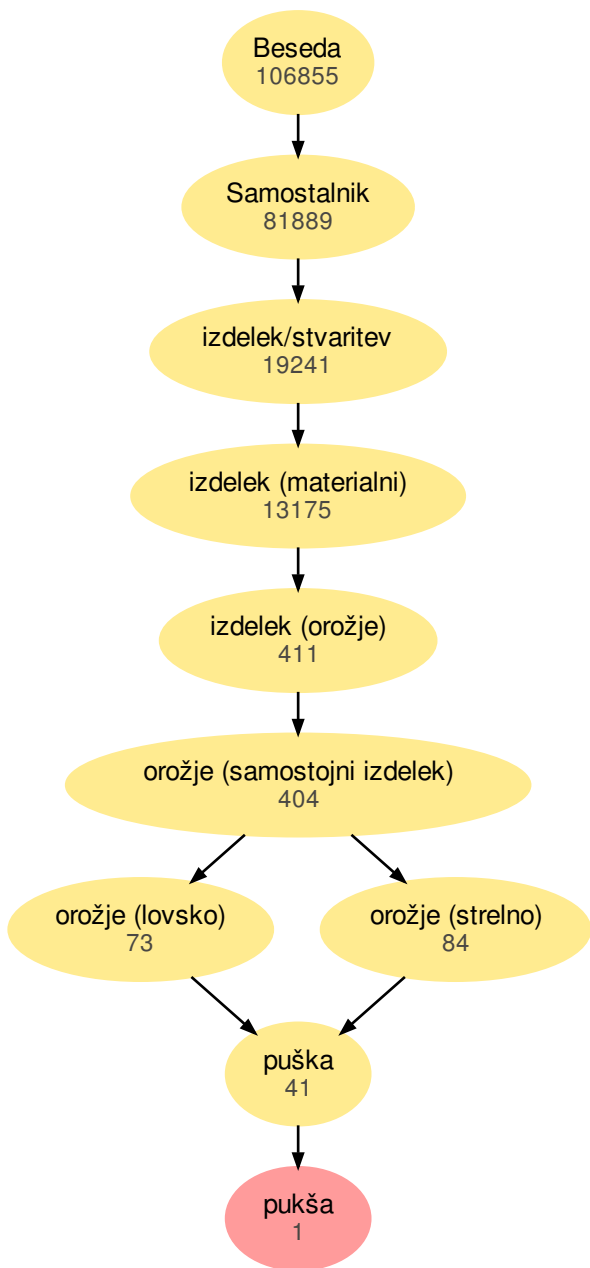 Beseda
106855
Samostalnik
81889
izdelek/stvaritev
19241
izdelek (materialni)
13175
izdelek (orožje)
411
orožje (samostojni izdelek)
404
orožje (lovsko)
73
orožje (strelno)
84
puška
41
pukša
1